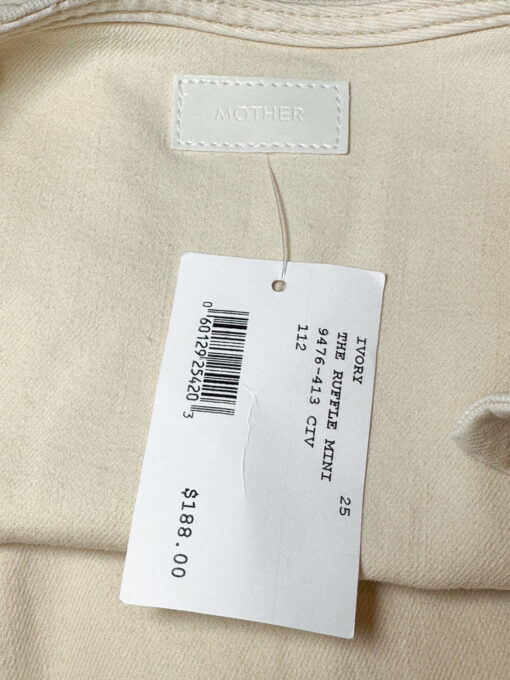 MOTHER
IVORY
THE RUFFLE MINI 25
9476-413 CIV
112
0 60129 25420 3
$188.00